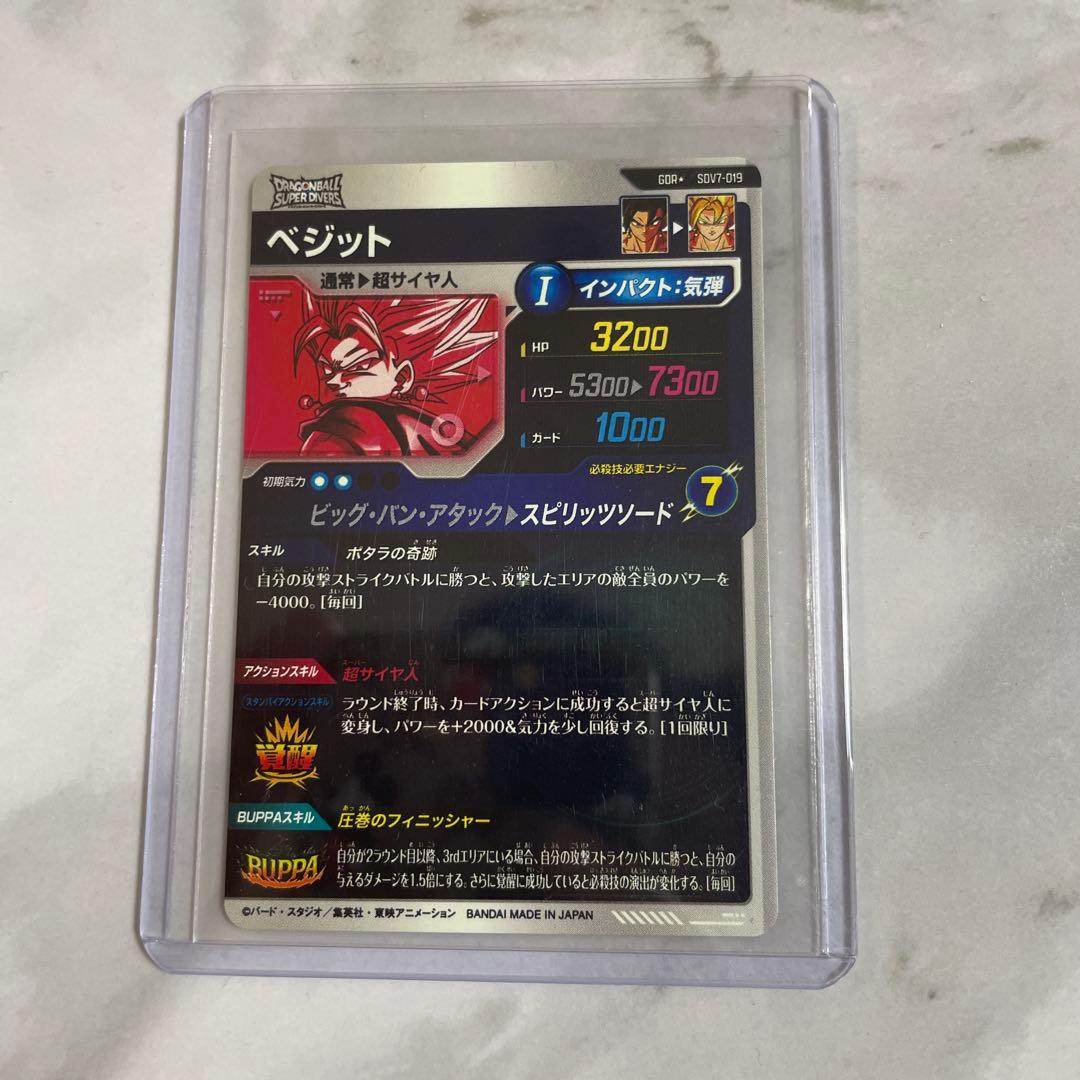 DRAGONBALL
SUPER DIVERS
GDR★ SDV7-019
ベジット
通常▶超サイヤ人
I インパクト:気弾
HP 3200
パワー 5300▶7300
ガード 1000
初期気力
必殺技必要エナジー
7
ビッグ・バン・アタック▶スピリッツソード
スキル ポタラの奇跡
自分の攻撃ストライクバトルに勝つと、攻撃したエリアの敵全員のパワーを
-4000。[毎回]
アクションスキル 超サイヤ人
スタンバイアクションスキル
覚醒
ラウンド終了時、カードアクションに成功すると超サイヤ人に
変身し、パワーを+2000&気力を少し回復する。[1回限り]
BUPPAスキル 圧巻のフィニッシャー
BUPPA
自分が2ラウンド目以降、3rdエリアにいる場合、自分の攻撃ストライクバトルに勝つと、自分の
与えるダメージを1.5倍にする。さらに覚醒に成功していると必殺技の演出が変化する。[毎回]
©バード・スタジオ/集英社・東映アニメーション BANDAI MADE IN JAPAN